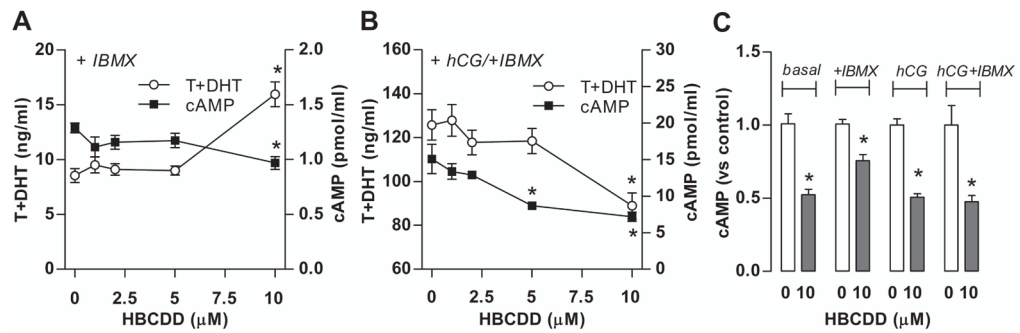 A
+ IBMX
T+DHT
cAMP
T+DHT (ng/ml)
20
15
10
5
0
cAMP (pmol/ml)
2.0
1.5
1.0
0.5
0.0
*
*
0 2.5 5 7.5 10
HBCDD (µM)
B
+ hCG/+IBMX
T+DHT
cAMP
T+DHT (ng/ml)
160
140
120
100
80
60
cAMP (pmol/ml)
30
25
20
15
10
5
0
*
*
*
0 2.5 5 7.5 10
HBCDD (µM)
C
basal +IBMX hCG hCG+IBMX
cAMP (vs control)
1.5
1.0
0.5
0.0
* * * *
0 10 0 10 0 10 0 10
HBCDD (µM)